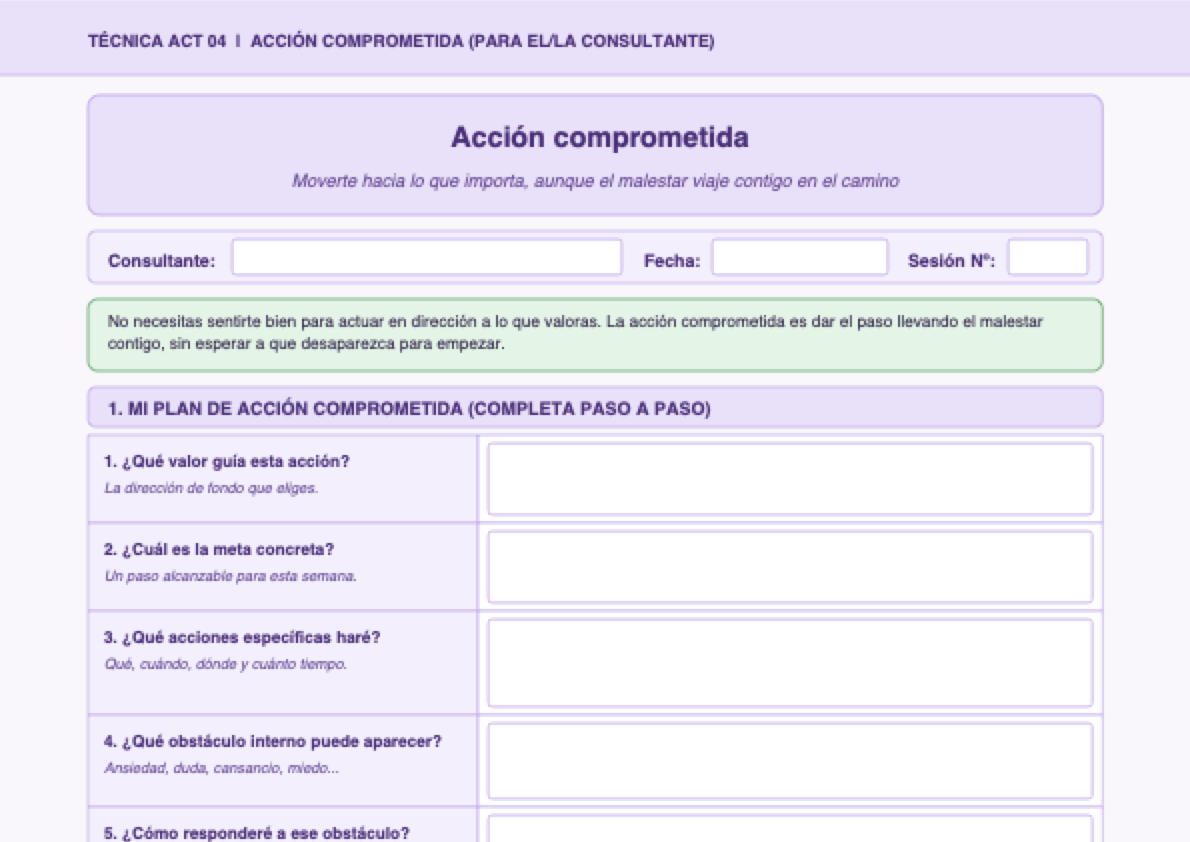 TÉCNICA ACT 04 | ACCIÓN COMPROMETIDA (PARA EL/LA CONSULTANTE)
Acción comprometida
Moverte hacia lo que importa, aunque el malestar viaje contigo en el camino
Consultante: Fecha: Sesión Nº:
No necesitas sentirte bien para actuar en dirección a lo que valoras. La acción comprometida es dar el paso llevando el malestar
contigo, sin esperar a que desaparezca para empezar.
1. MI PLAN DE ACCIÓN COMPROMETIDA (COMPLETA PASO A PASO)
1. ¿Qué valor guía esta acción?
La dirección de fondo que eliges.
2. ¿Cuál es la meta concreta?
Un paso alcanzable para esta semana.
3. ¿Qué acciones específicas haré?
Qué, cuándo, dónde y cuánto tiempo.
4. ¿Qué obstáculo interno puede aparecer?
Ansiedad, duda, cansancio, miedo...
5. ¿Cómo responderé a ese obstáculo?